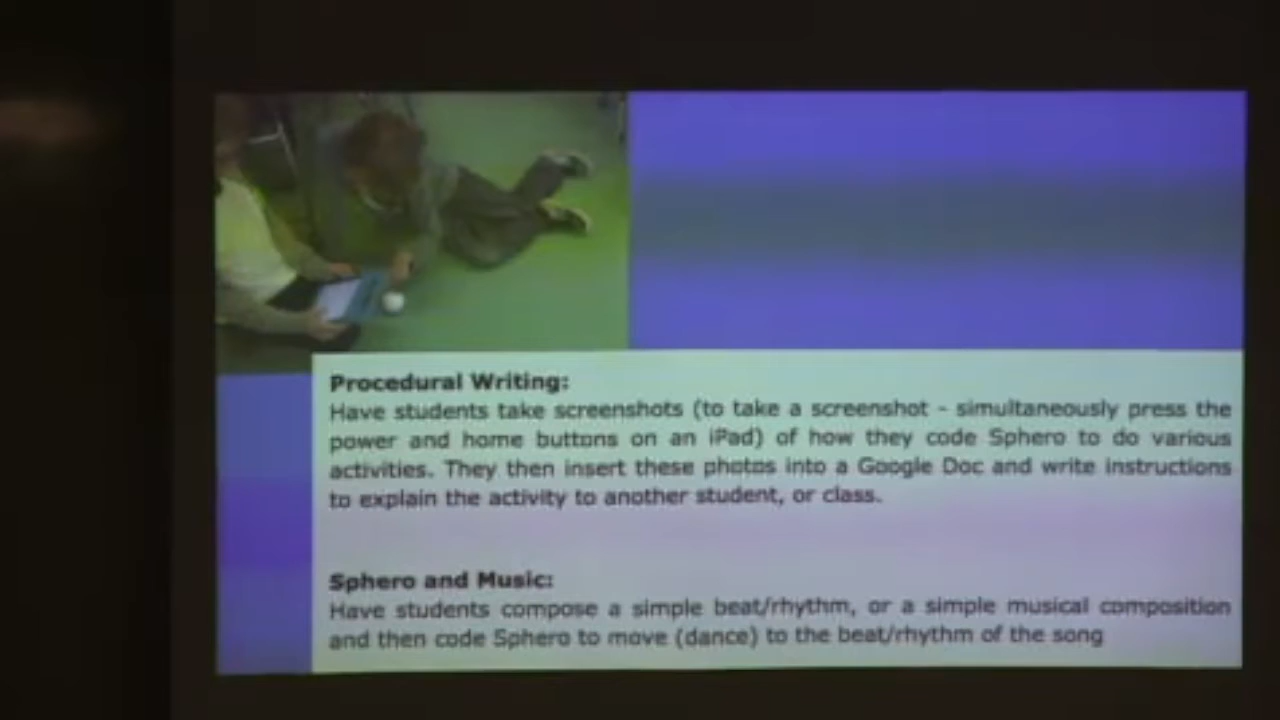 Procedural Writing:
Have students take screenshots (to take a screenshot - simultaneously press the
power and home buttons on an iPad) of how they code Sphero to do various
activities. They then insert these photos into a Google Doc and write instructions
to explain the activity to another student, or class.
Sphero and Music:
Have students compose a simple beat/rhythm, or a simple musical composition
and then code Sphero to move (dance) to the beat/rhythm of the song